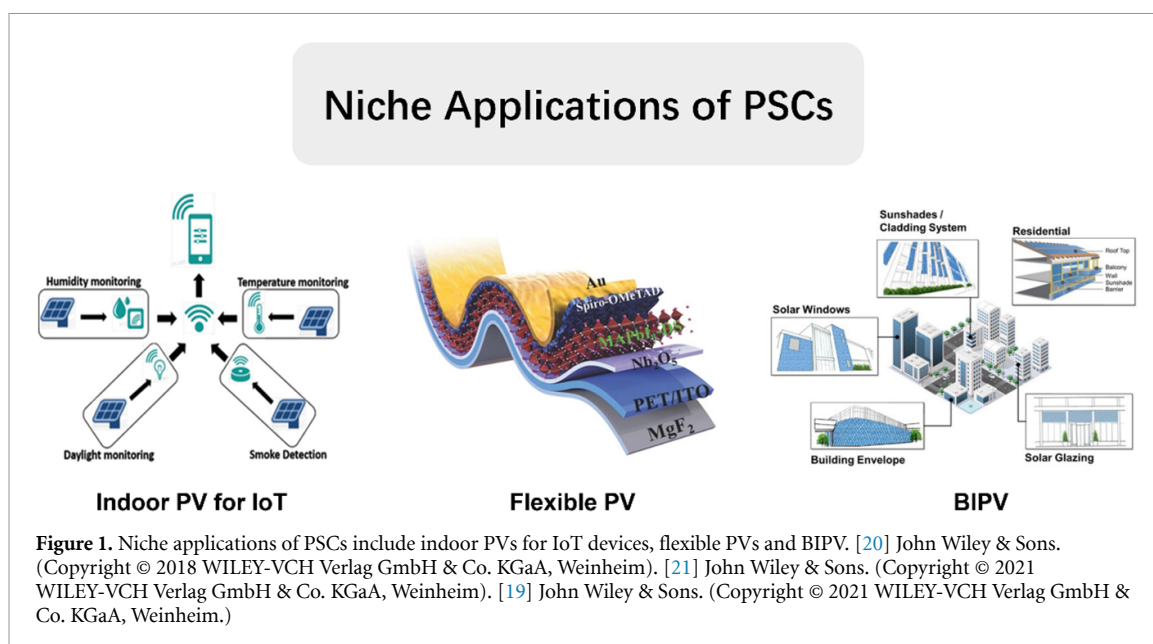 Niche Applications of PSCs
Humidity monitoring
Temperature monitoring
Daylight monitoring
Smoke Detection
Indoor PV for IoT
Au
Spiro-OMeTAD
Nb₂O₅
PET/ITO
MgF₂
Flexible PV
Sunshades /
Cladding System
Residential
Roof Top
Balcony
Wall
Sunshade
Barrier
Solar Windows
Building Envelope
Solar Glazing
BIPV
Figure 1. Niche applications of PSCs include indoor PVs for IoT devices, flexible PVs and BIPV. [20] John Wiley & Sons.
(Copyright © 2018 WILEY-VCH Verlag GmbH & Co. KGaA, Weinheim). [21] John Wiley & Sons. (Copyright © 2021
WILEY-VCH Verlag GmbH & Co. KGaA, Weinheim). [19] John Wiley & Sons. (Copyright © 2021 WILEY-VCH Verlag GmbH &
Co. KGaA, Weinheim.)